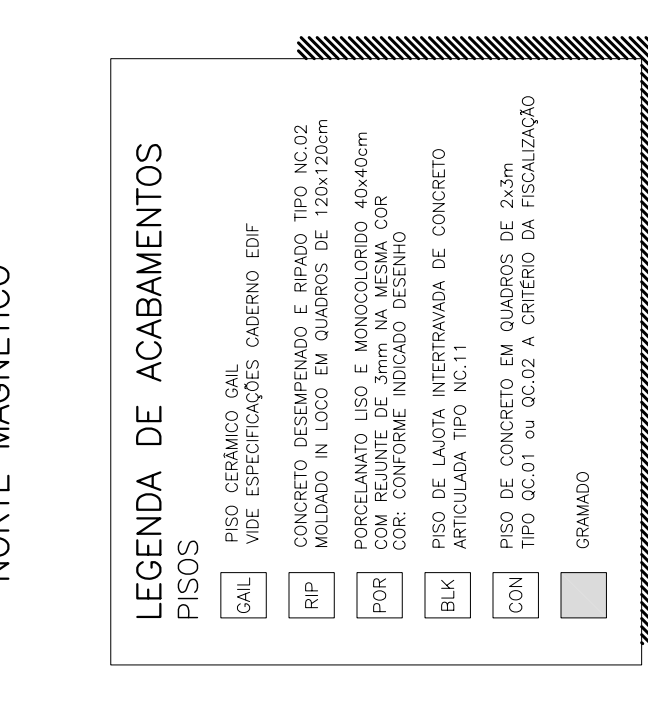 NORTE MAGNÉTICO
LEGENDA DE ACABAMENTOS
PISOS
GAIL
PISO CERÂMICO GAIL
VIDE ESPECIFICAÇÕES CADERNO EDIF
RIP
CONCRETO DESEMPENADO E RIPADO TIPO NC.02
MOLDADO IN LOCO EM QUADROS DE 120x120cm
POR
PORCELANATO LISO E MONOCOLORIDO 40x40cm
COM REJUNTE DE 3mm NA MESMA COR
COR: CONFORME INDICADO DESENHO
BLK
PISO DE LAJOTA INTERTRAVADA DE CONCRETO
ARTICULADA TIPO NC.11
CON
PISO DE CONCRETO EM QUADROS DE 2x3m
TIPO QC.01 ou QC.02 A CRITÉRIO DA FISCALIZAÇÃO
GRAMADO